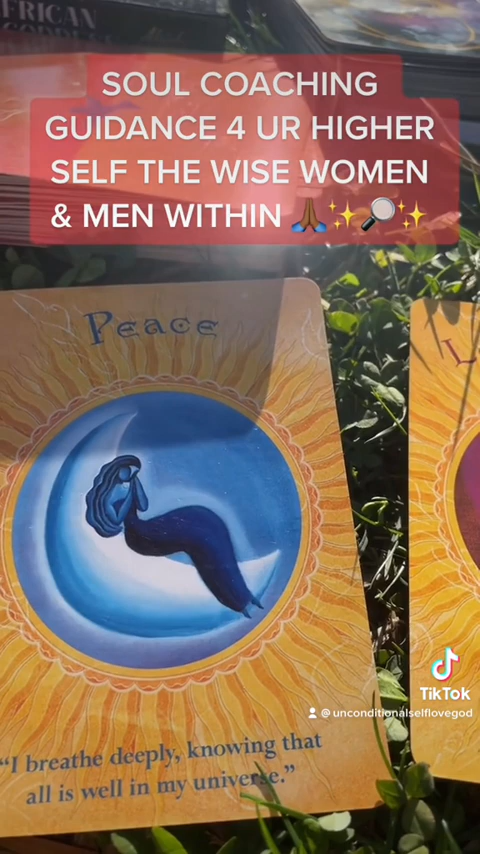 SOUL COACHING
GUIDANCE 4 UR HIGHER
SELF THE WISE WOMEN
& MEN WITHIN 🙏🏾✨🔎✨
Peace
L
"I breathe deeply, knowing that
all is well in my universe."
TikTok
@unconditionalselflovegod